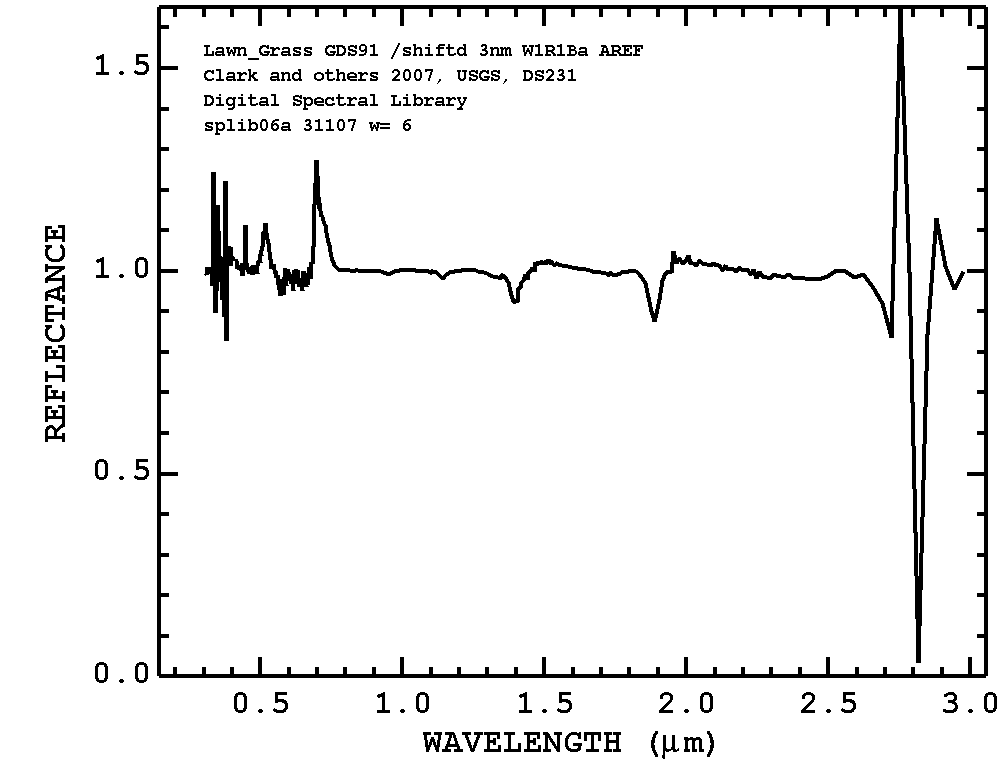 Lawn_Grass GDS91 /shiftd 3nm W1R1Ba AREF
Clark and others 2007, USGS, DS231
Digital Spectral Library
splib06a 31107 w= 6
REFLECTANCE
1.5
1.0
0.5
0.0
0.5 1.0 1.5 2.0 2.5 3.0
WAVELENGTH (μm)